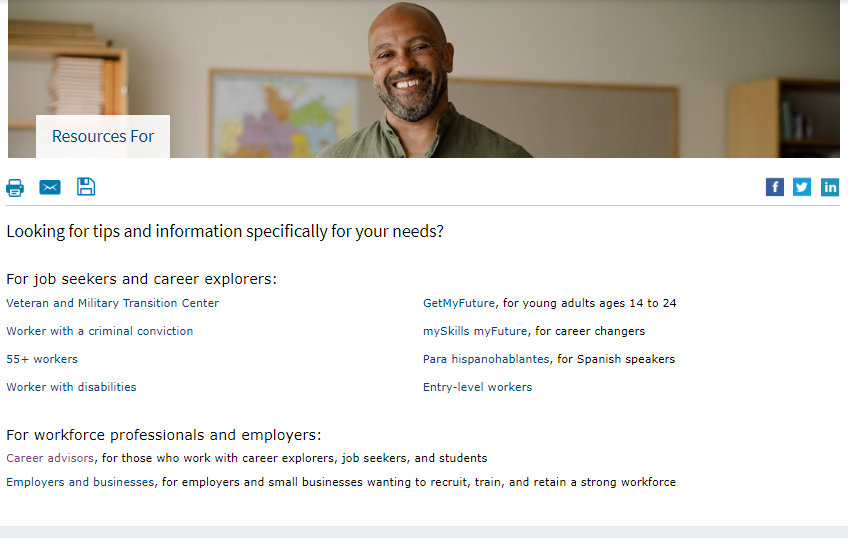 Resources For
Looking for tips and information specifically for your needs?
For job seekers and career explorers:
Veteran and Military Transition Center
GetMyFuture, for young adults ages 14 to 24
Worker with a criminal conviction
mySkills myFuture, for career changers
55+ workers
Para hispanohablantes, for Spanish speakers
Worker with disabilities
Entry-level workers
For workforce professionals and employers:
Career advisors, for those who work with career explorers, job seekers, and students
Employers and businesses, for employers and small businesses wanting to recruit, train, and retain a strong workforce